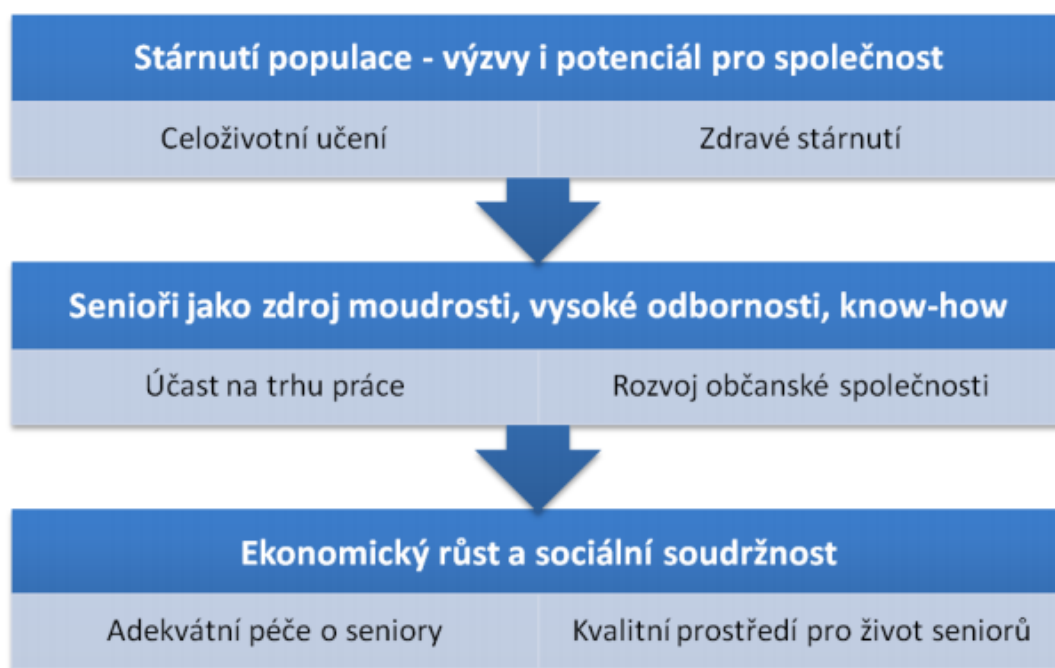 Stárnutí populace - výzvy i potenciál pro společnost
Celoživotní učení
Zdravé stárnutí
Senioři jako zdroj moudrosti, vysoké odbornosti, know-how
Účast na trhu práce
Rozvoj občanské společnosti
Ekonomický růst a sociální soudržnost
Adekvátní péče o seniory
Kvalitní prostředí pro život seniorů